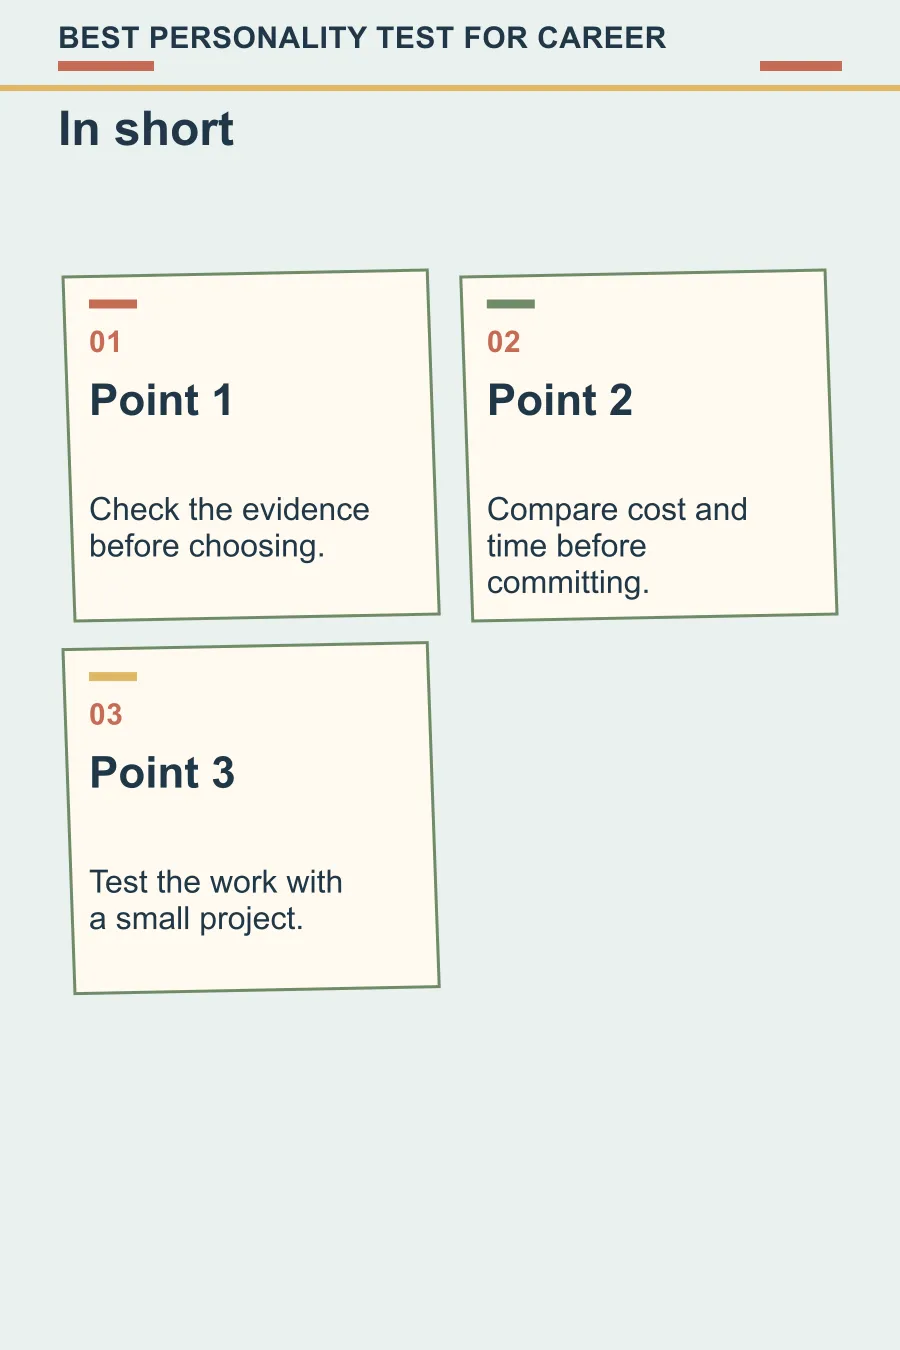 BEST PERSONALITY TEST FOR CAREER
In short
01
Point 1
Check the evidence
before choosing.
02
Point 2
Compare cost and
time before
committing.
03
Point 3
Test the work with
a small project.